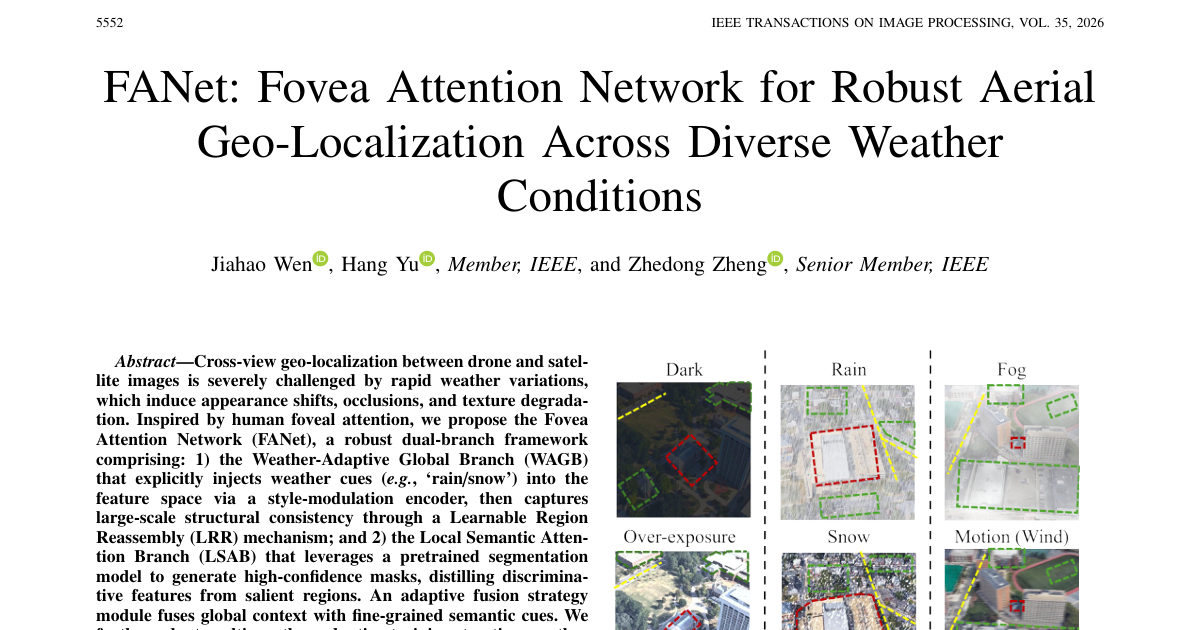 5552
IEEE TRANSACTIONS ON IMAGE PROCESSING, VOL. 35, 2026
FANet: Fovea Attention Network for Robust Aerial
Geo-Localization Across Diverse Weather
Conditions
Jiahao Wen iD, Hang Yu iD, Member, IEEE, and Zhedong Zheng iD, Senior Member, IEEE
Abstract—Cross-view geo-localization between drone and satel-
lite images is severely challenged by rapid weather variations,
which induce appearance shifts, occlusions, and texture degrada-
tion. Inspired by human foveal attention, we propose the Fovea
Attention Network (FANet), a robust dual-branch framework
comprising: 1) the Weather-Adaptive Global Branch (WAGB)
that explicitly injects weather cues (e.g., ‘rain/snow’) into the
feature space via a style-modulation encoder, then captures
large-scale structural consistency through a Learnable Region
Reassembly (LRR) mechanism; and 2) the Local Semantic Atten-
tion Branch (LSAB) that leverages a pretrained segmentation
model to generate high-confidence masks, distilling discrimina-
tive features from salient regions. An adaptive fusion strategy
module fuses global context with fine-grained semantic cues. We
Dark
Rain
Fog
Over-exposure
Snow
Motion (Wind)